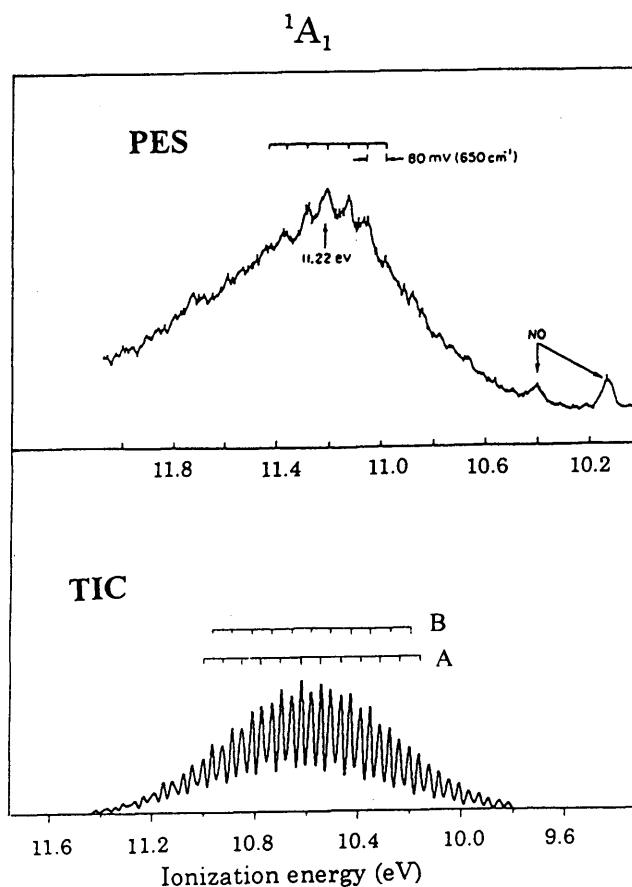 ¹A₁
PES
80 mV (650 cm⁻¹)
11.22 eV
NO
11.8 11.4 11.0 10.6 10.2
TIC
B
A
11.6 11.2 10.8 10.4 10.0 9.6
Ionization energy (eV)